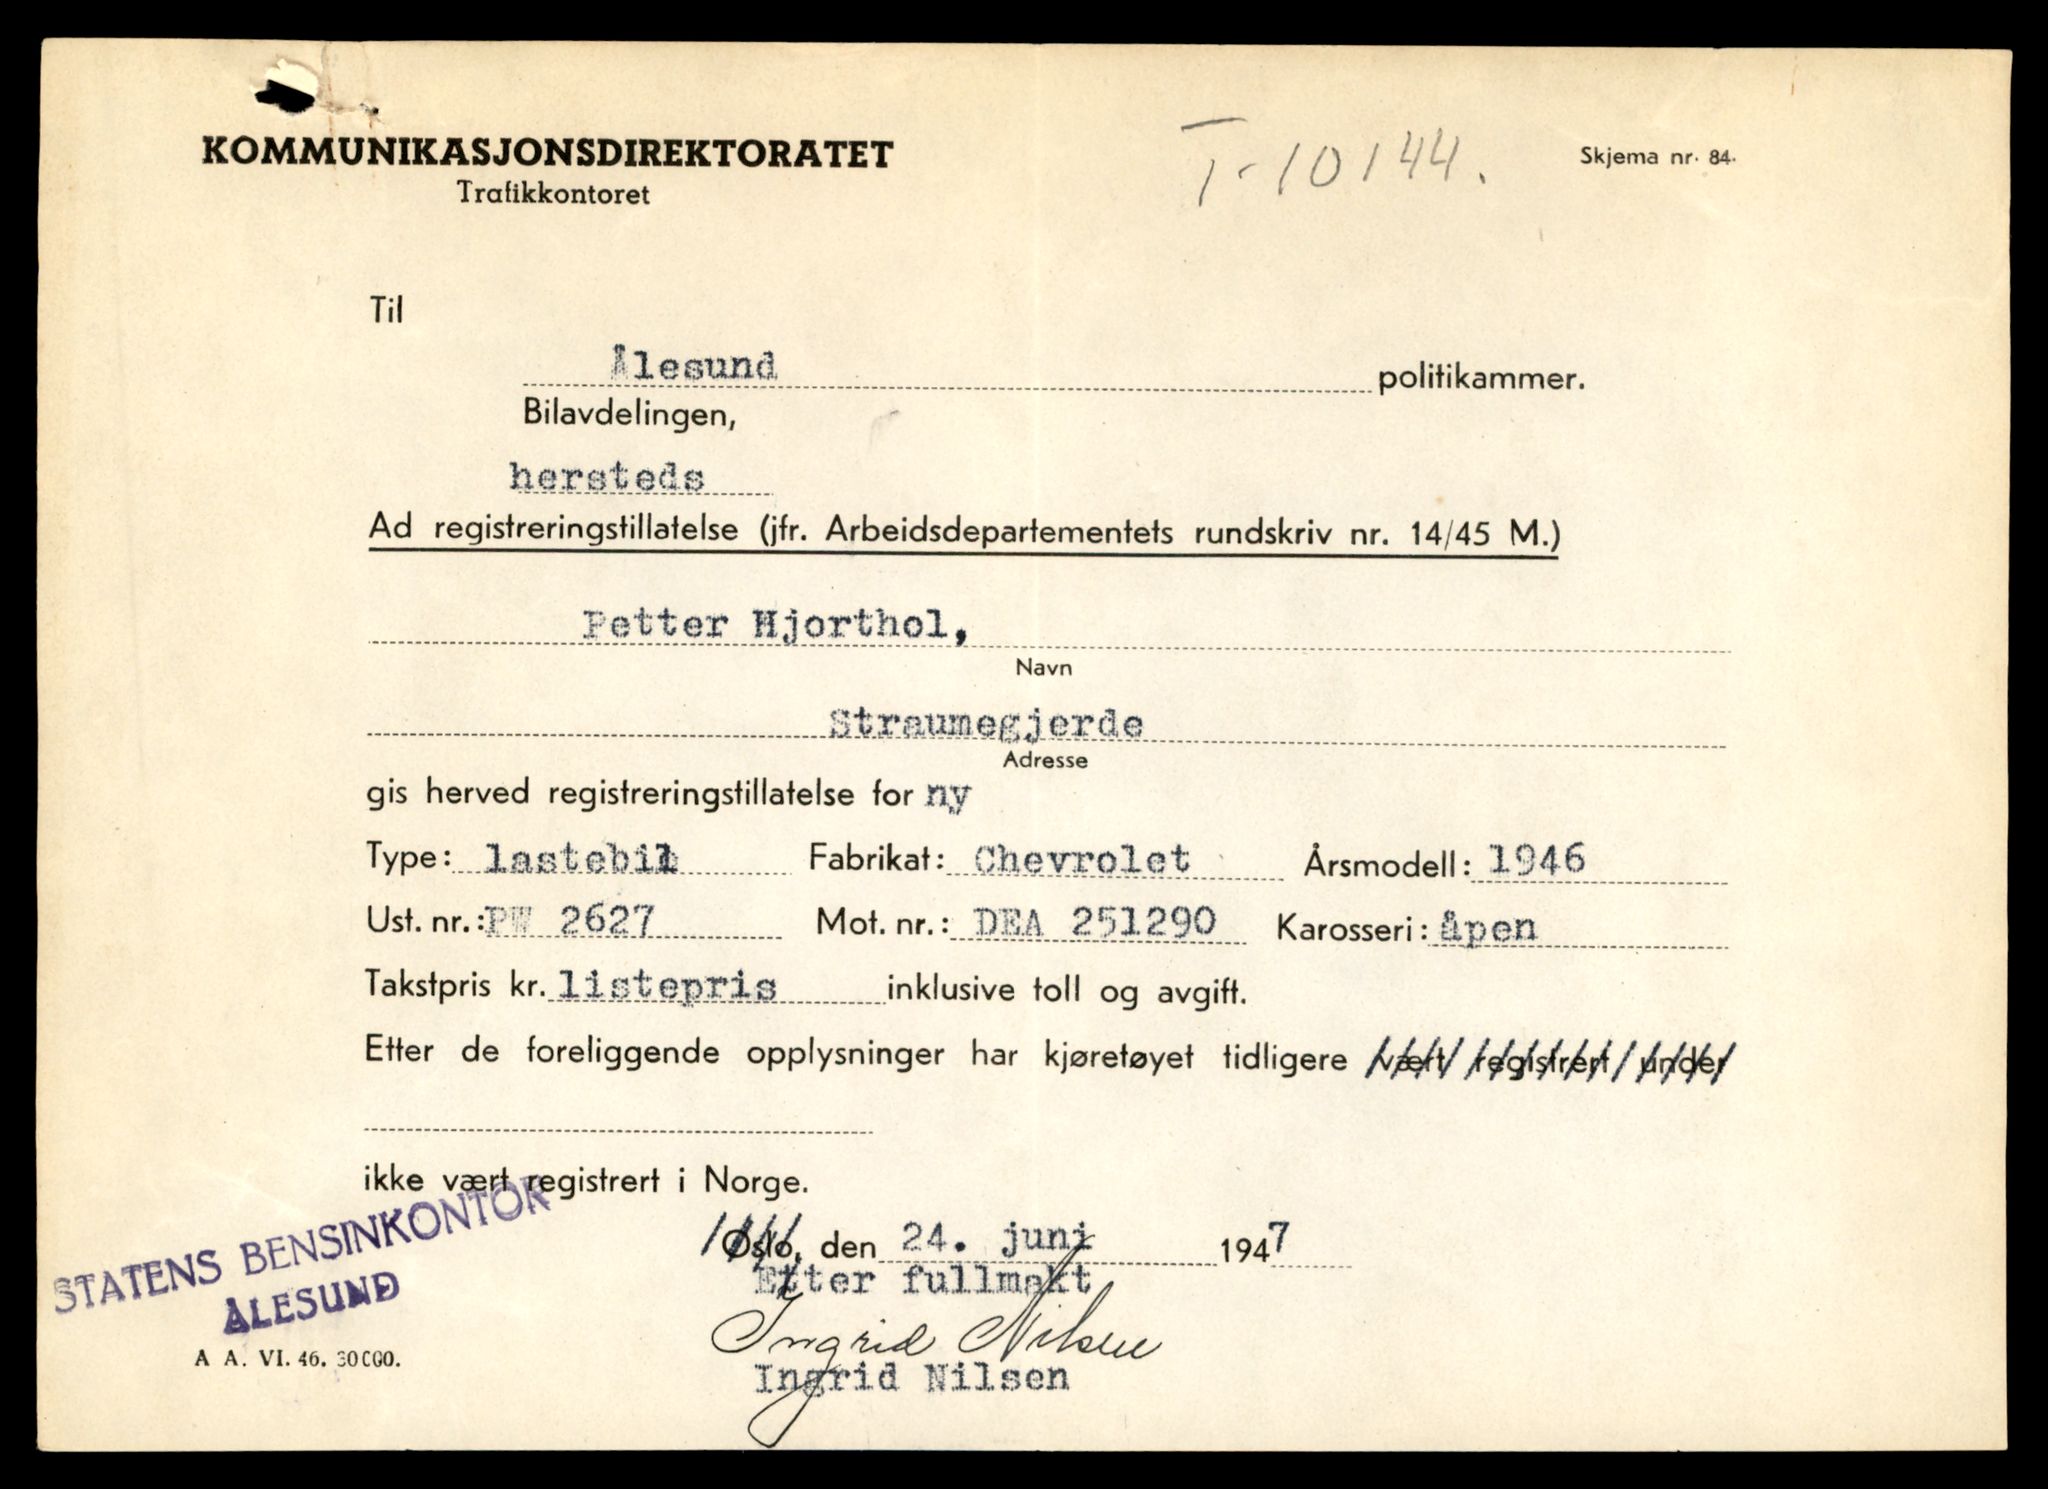 KOMMUNIKASJONSDIREKTORATET
Trafikkontoret
T-10144.
Skjema nr. 84.
Til
Ålesund politikammer.
Bilavdelingen,
hersteds
Ad registreringstillatelse (jfr. Arbeidsdepartementets rundskriv nr. 14/45 M.)
Petter Hjorthol,
Navn
Straumegjerde
Adresse
gis herved registreringstillatelse for ny
Type: lastebil Fabrikat: Chevrolet Årsmodell: 1946
Ust. nr.: PW 2627 Mot. nr.: DEA 251290 Karosseri: åpen
Takstpris kr. listepris inklusive toll og avgift.
Etter de foreliggende opplysninger har kjøretøyet tidligere vært registrert under
ikke vært registrert i Norge.
Oslo, den 24. juni 1947
Etter fullmakt
Ingrid Nilsen
Ingrid Nilsen
STATENS BENSINKONTOR
ÅLESUND
A A. VI. 46. 30000.